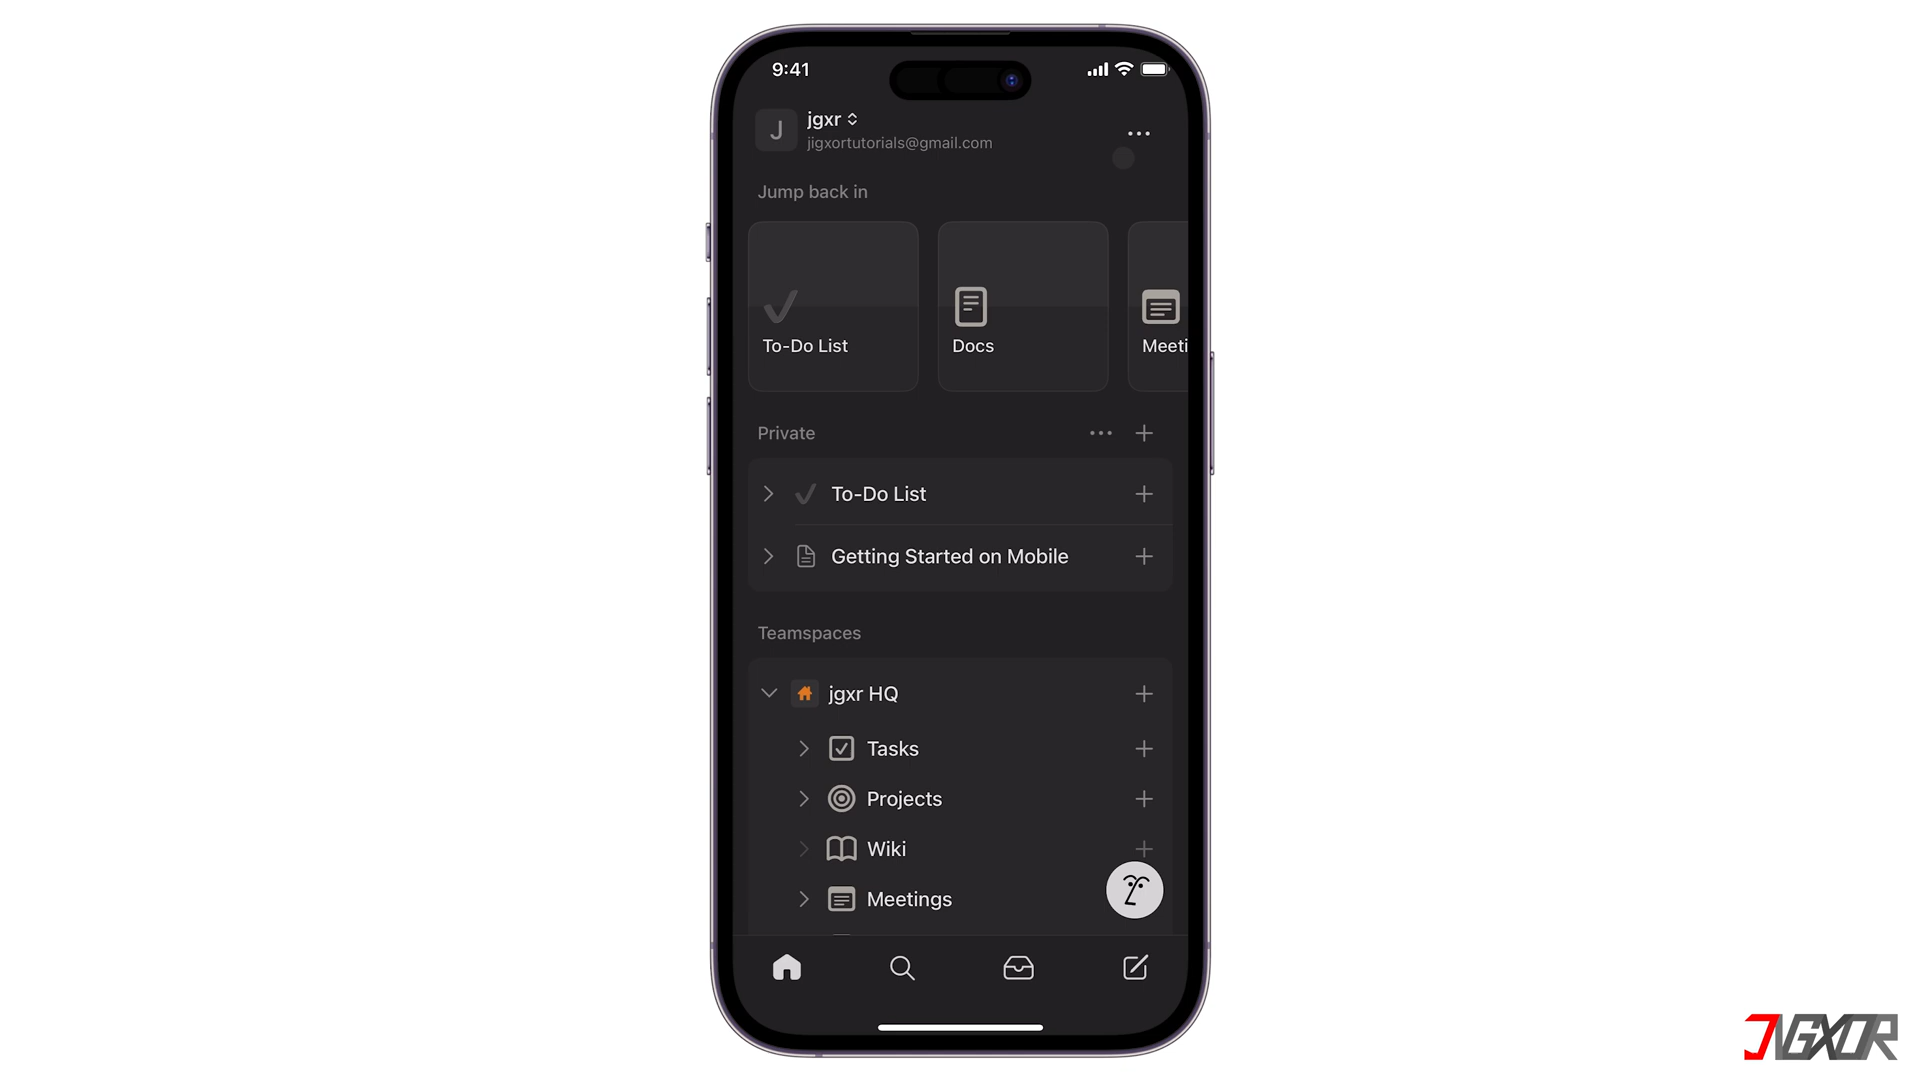 9:41
J
jgxr
jigxortutorials@gmail.com
Jump back in
To-Do List
Docs
Meeti
Private
To-Do List
Getting Started on Mobile
Teamspaces
jgxr HQ
Tasks
Projects
Wiki
Meetings
JIGXOR